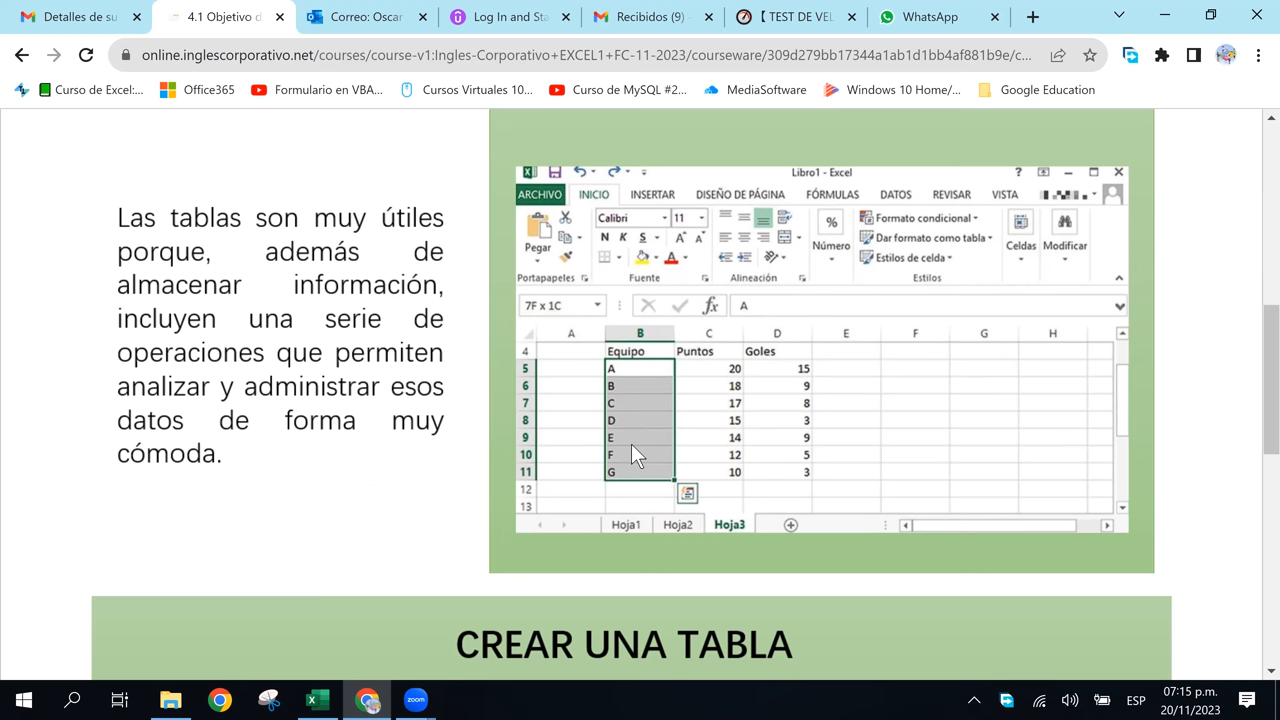 Detalles de su
4.1 Objetivo d
Correo: Oscar
Log In and Sta
Recibidos (9) -
【 TEST DE VEL
WhatsApp
online.inglescorporativo.net/courses/course-v1:Ingles-Corporativo+EXCEL1+FC-11-2023/courseware/309d279bb17344a1ab1d1bb4af881b9e/c...
Curso de Excel:...
Office365
Formulario en VBA...
Cursos Virtuales 10...
Curso de MySQL #2...
MediaSoftware
Windows 10 Home/...
Google Education
Las tablas son muy útiles
porque, además de
almacenar información,
incluyen una serie de
operaciones que permiten
analizar y administrar esos
datos de forma muy
cómoda.
Libro1 - Excel
ARCHIVO INICIO INSERTAR DISEÑO DE PÁGINA FÓRMULAS DATOS REVISAR VISTA
Pegar
Calibri 11
N K S
Número
Formato condicional
Dar formato como tabla
Estilos de celda
Celdas
Modificar
Portapapeles Fuente Alineación Estilos
7F x 1C fx A
A B C D E F G H
4 Equipo Puntos Goles
5 A 20 15
6 B 18 9
7 C 17 8
8 D 15 3
9 E 14 9
10 F 12 5
11 G 10 3
12
13
Hoja1 Hoja2 Hoja3
CREAR UNA TABLA
zoom
ESP
07:15 p.m.
20/11/2023